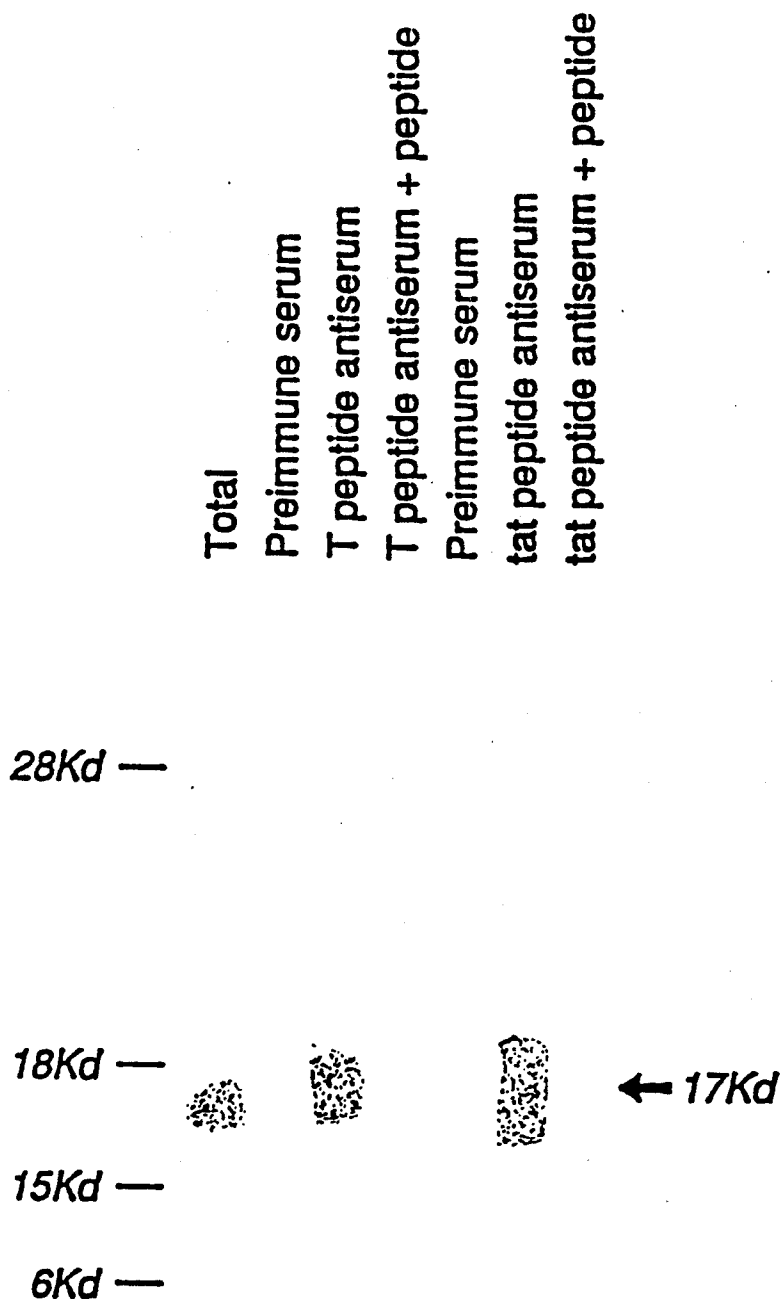 Total
Preimmune serum
T peptide antiserum
T peptide antiserum + peptide
Preimmune serum
tat peptide antiserum
tat peptide antiserum + peptide
28Kd
18Kd
17Kd
15Kd
6Kd